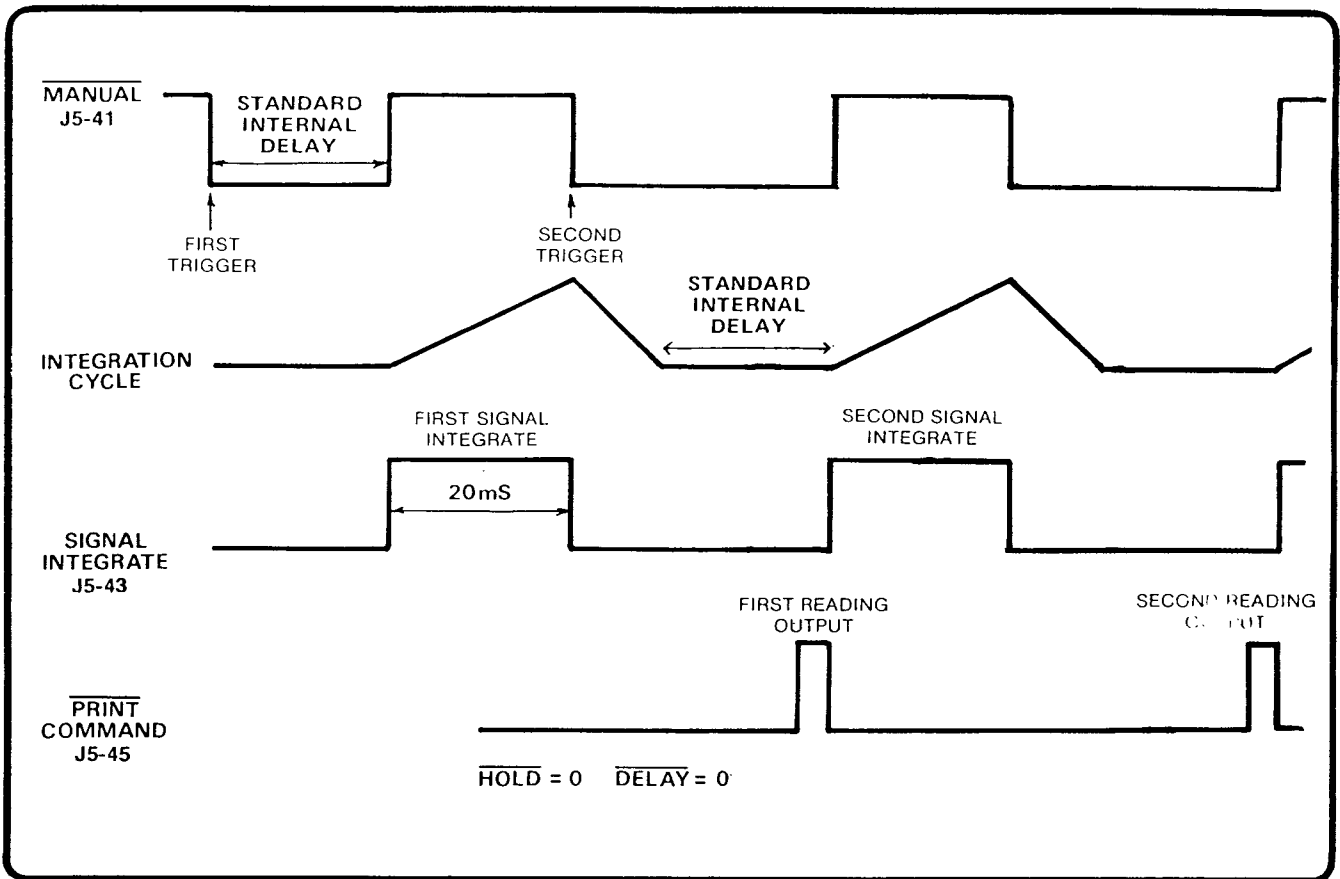 MANUAL
J5-41
STANDARD
INTERNAL
DELAY
FIRST
TRIGGER
SECOND
TRIGGER
STANDARD
INTERNAL
DELAY
INTEGRATION
CYCLE
FIRST SIGNAL
INTEGRATE
SECOND SIGNAL
INTEGRATE
20mS
SIGNAL
INTEGRATE
J5-43
FIRST READING
OUTPUT
SECOND READING
OUTPUT
PRINT
COMMAND
J5-45
HOLD = 0 DELAY = 0